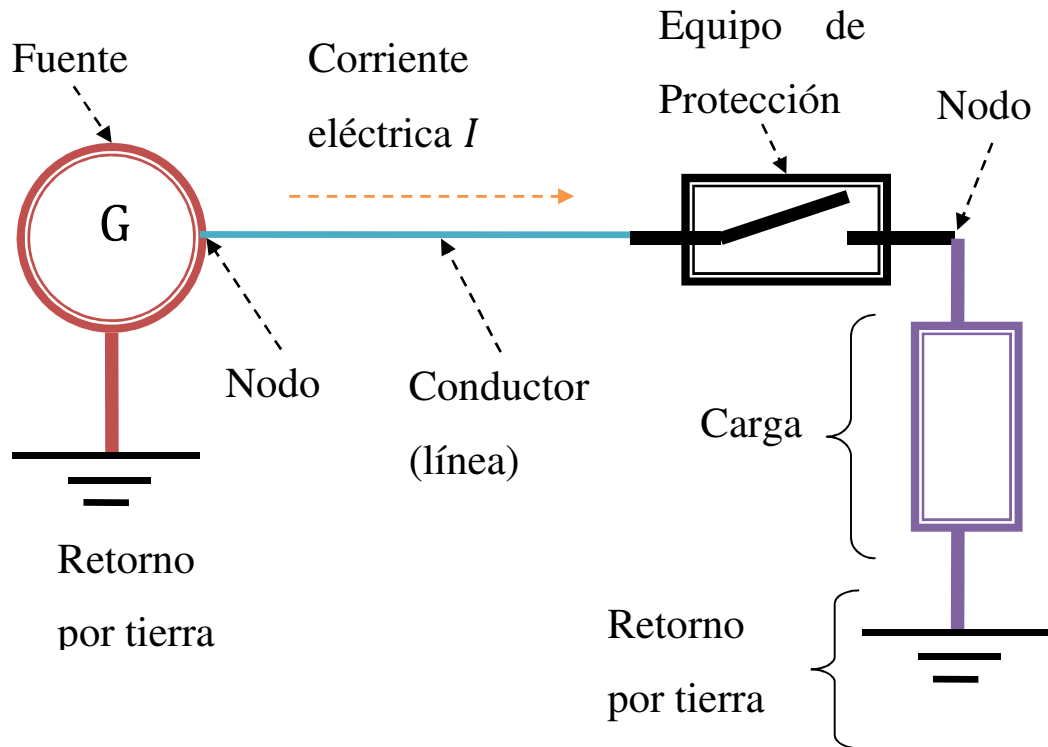 Fuente
Corriente
eléctrica I
Equipo de
Protección
Nodo
G
Nodo
Conductor
(línea)
Carga
Retorno
por tierra
Retorno
por tierra